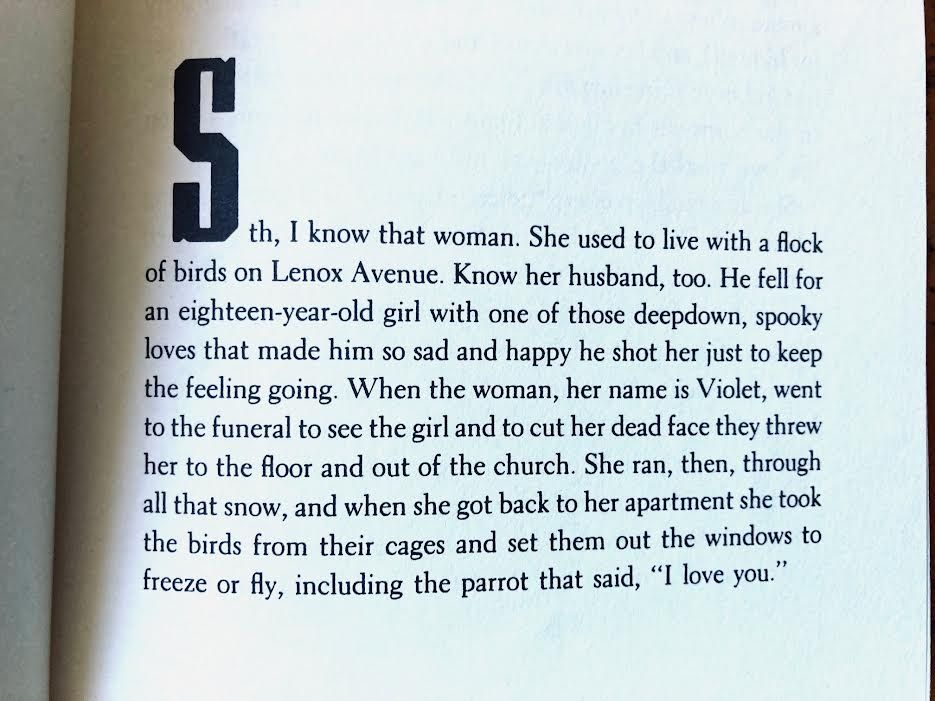 Sth, I know that woman. She used to live with a flock
of birds on Lenox Avenue. Know her husband, too. He fell for
an eighteen-year-old girl with one of those deepdown, spooky
loves that made him so sad and happy he shot her just to keep
the feeling going. When the woman, her name is Violet, went
to the funeral to see the girl and to cut her dead face they threw
her to the floor and out of the church. She ran, then, through
all that snow, and when she got back to her apartment she took
the birds from their cages and set them out the windows to
freeze or fly, including the parrot that said, “I love you.”